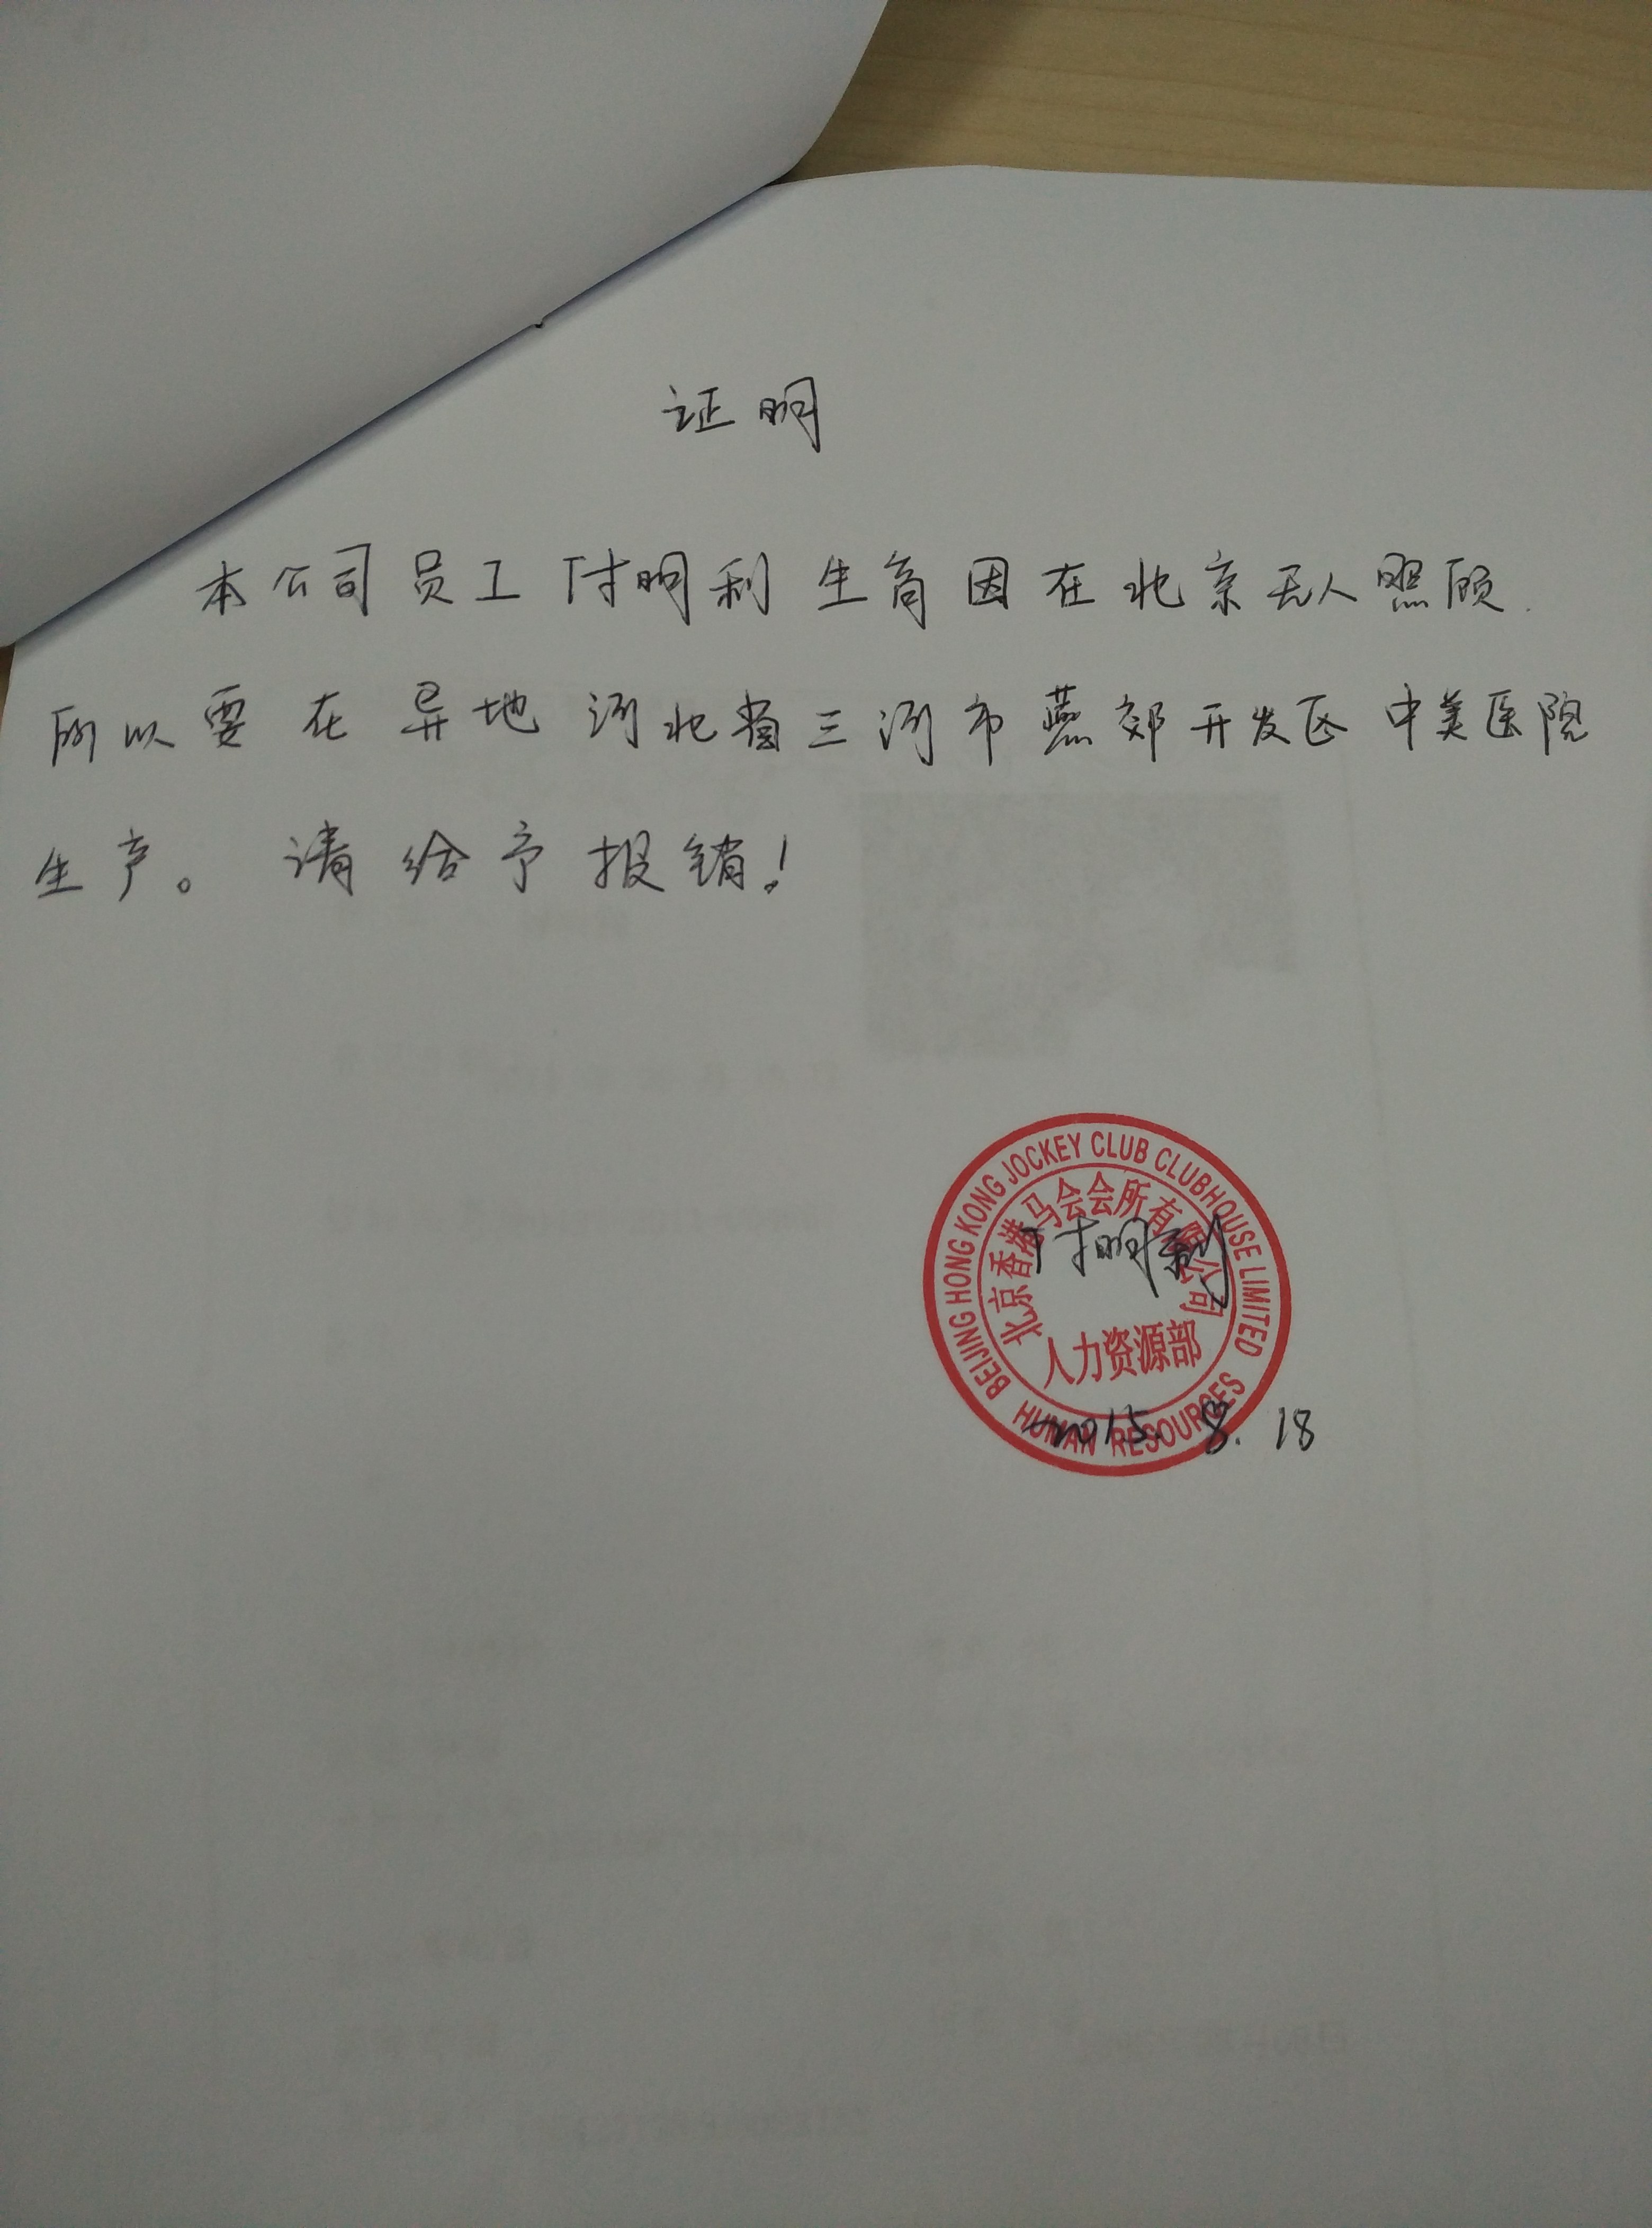 证明
本公司员工付明利生育因在北京无人照顾.
所以要在异地河北省三河市燕郊开发区中美医院
生产。请给予报销!
BEIJING HONG KONG JOCKEY CLUB CLUBHOUSE LIMITED
北京香港马会会所有限公司
付明利
人力资源部
HUMAN RESOURCES
2015. 8. 18